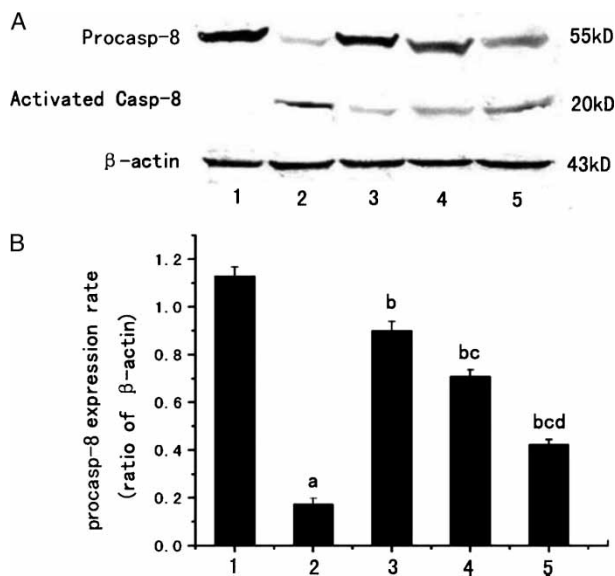 A
Procasp-8 55kD
Activated Casp-8 20kD
β-actin 43kD
1 2 3 4 5
B
procasp-8 expression rate
(ratio of β-actin)
1.2
1.0
0.8
0.6
0.4
0.2
0.0
a
b
bc
bcd
1 2 3 4 5